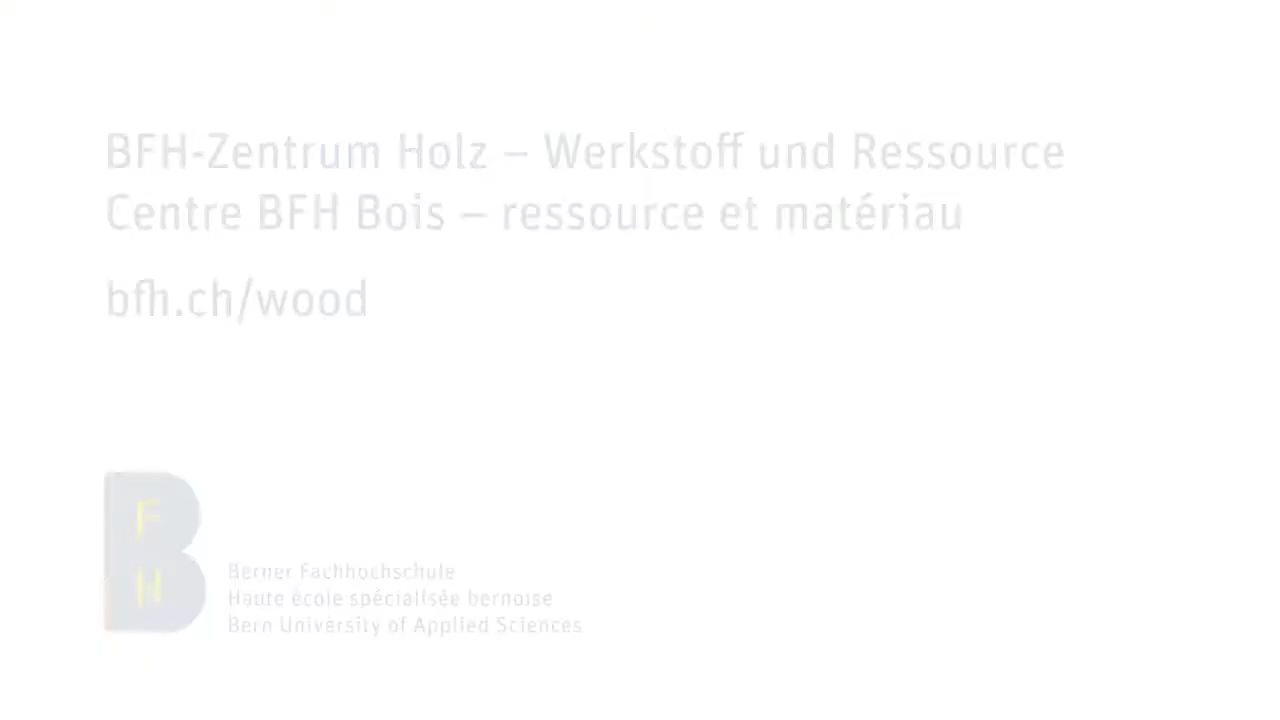 BFH-Zentrum Holz – Werkstoff und Ressource
Centre BFH Bois – ressource et matériau
bfh.ch/wood
B
F
H
Berner Fachhochschule
Haute école spécialisée bernoise
Bern University of Applied Sciences